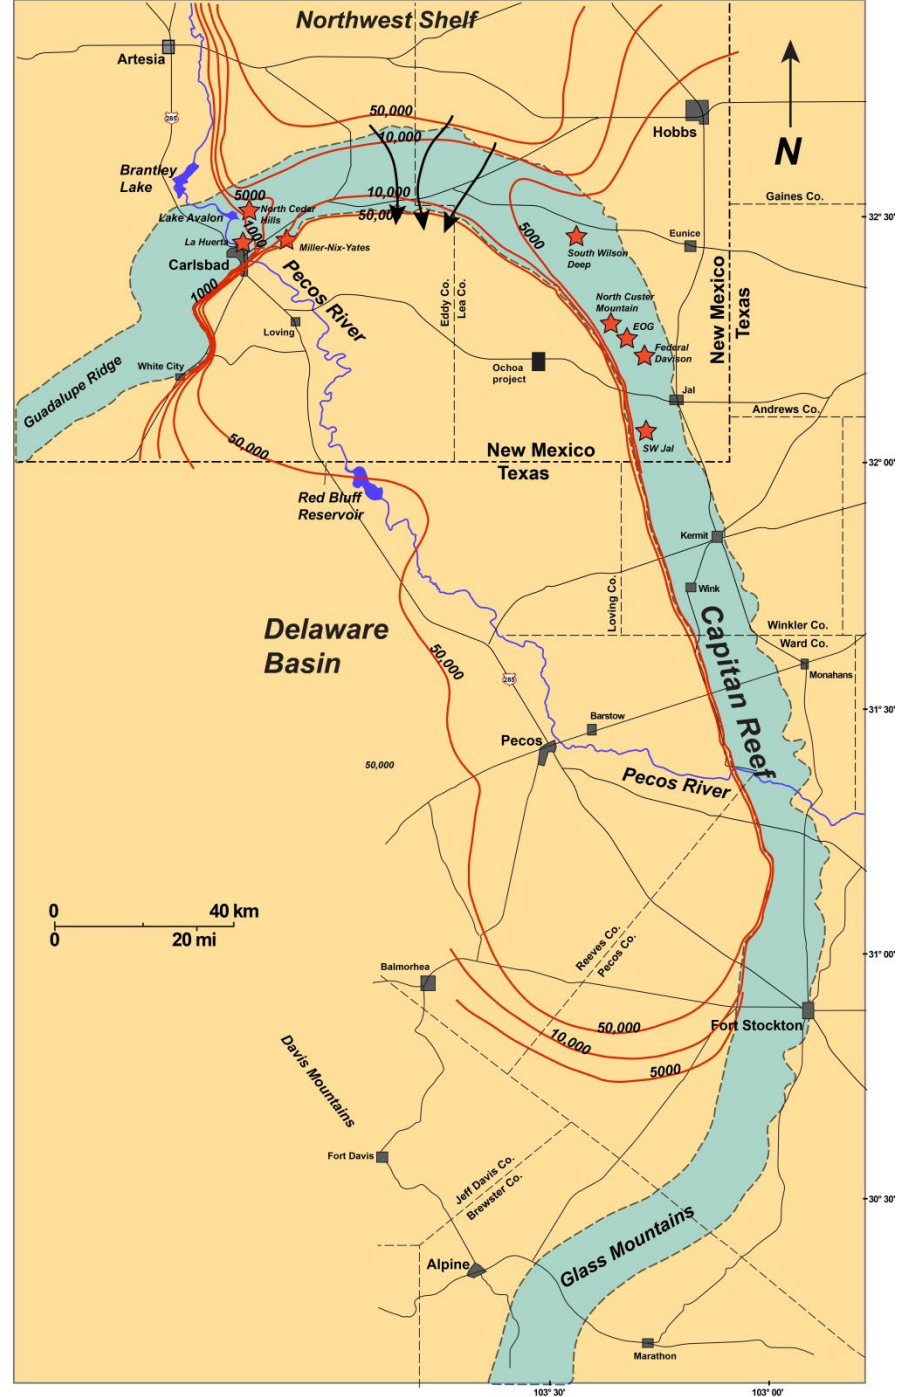 Northwest Shelf
Artesia
285
50,000
10,000
Hobbs
N
Brantley
Lake
5000
10,000
50,000
Gaines Co.
North Cedar
Hills
Lake Avalon
1000
La Huerta
Miller-Nix-Yates
5000
32° 30'
Eunice
South Wilson
Deep
Carlsbad
Pecos River
1000
Eddy Co.
Lea Co.
New Mexico
Texas
North Custer
Mountain
EOG
Federal
Davison
Loving
White City
Ochoa
project
Jal
Guadalupe Ridge
Andrews Co.
50,000
SW Jal
New Mexico
Texas
32° 00'
Red Bluff
Reservoir
Kermit
Wink
Loving Co.
Delaware
Basin
Capitan Reef
Winkler Co.
Ward Co.
50,000
285
Monahans
31° 30'
Barstow
Pecos
50,000
Pecos River
0 40 km
0 20 mi
Reeves Co.
Pecos Co.
31° 00'
Balmorhea
50,000
10,000
5000
Fort Stockton
Davis Mountains
Fort Davis
Jeff Davis Co.
Brewster Co.
30° 30'
Glass Mountains
Alpine
Marathon
103° 30'
103° 00'